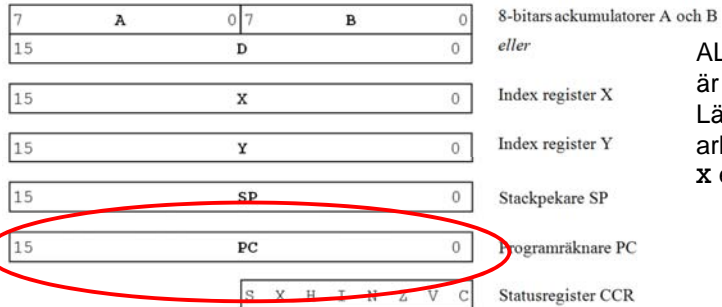 7 A 0 7 B 0 8-bitars ackumulatorer A och B
15 D 0 eller
AL
är
15 X 0 Index register X
Lä
15 Y 0 Index register Y
x
15 SP 0 Stackpekare SP
15 PC 0 Programräknare PC
S X H I N Z V C Statusregister CCR